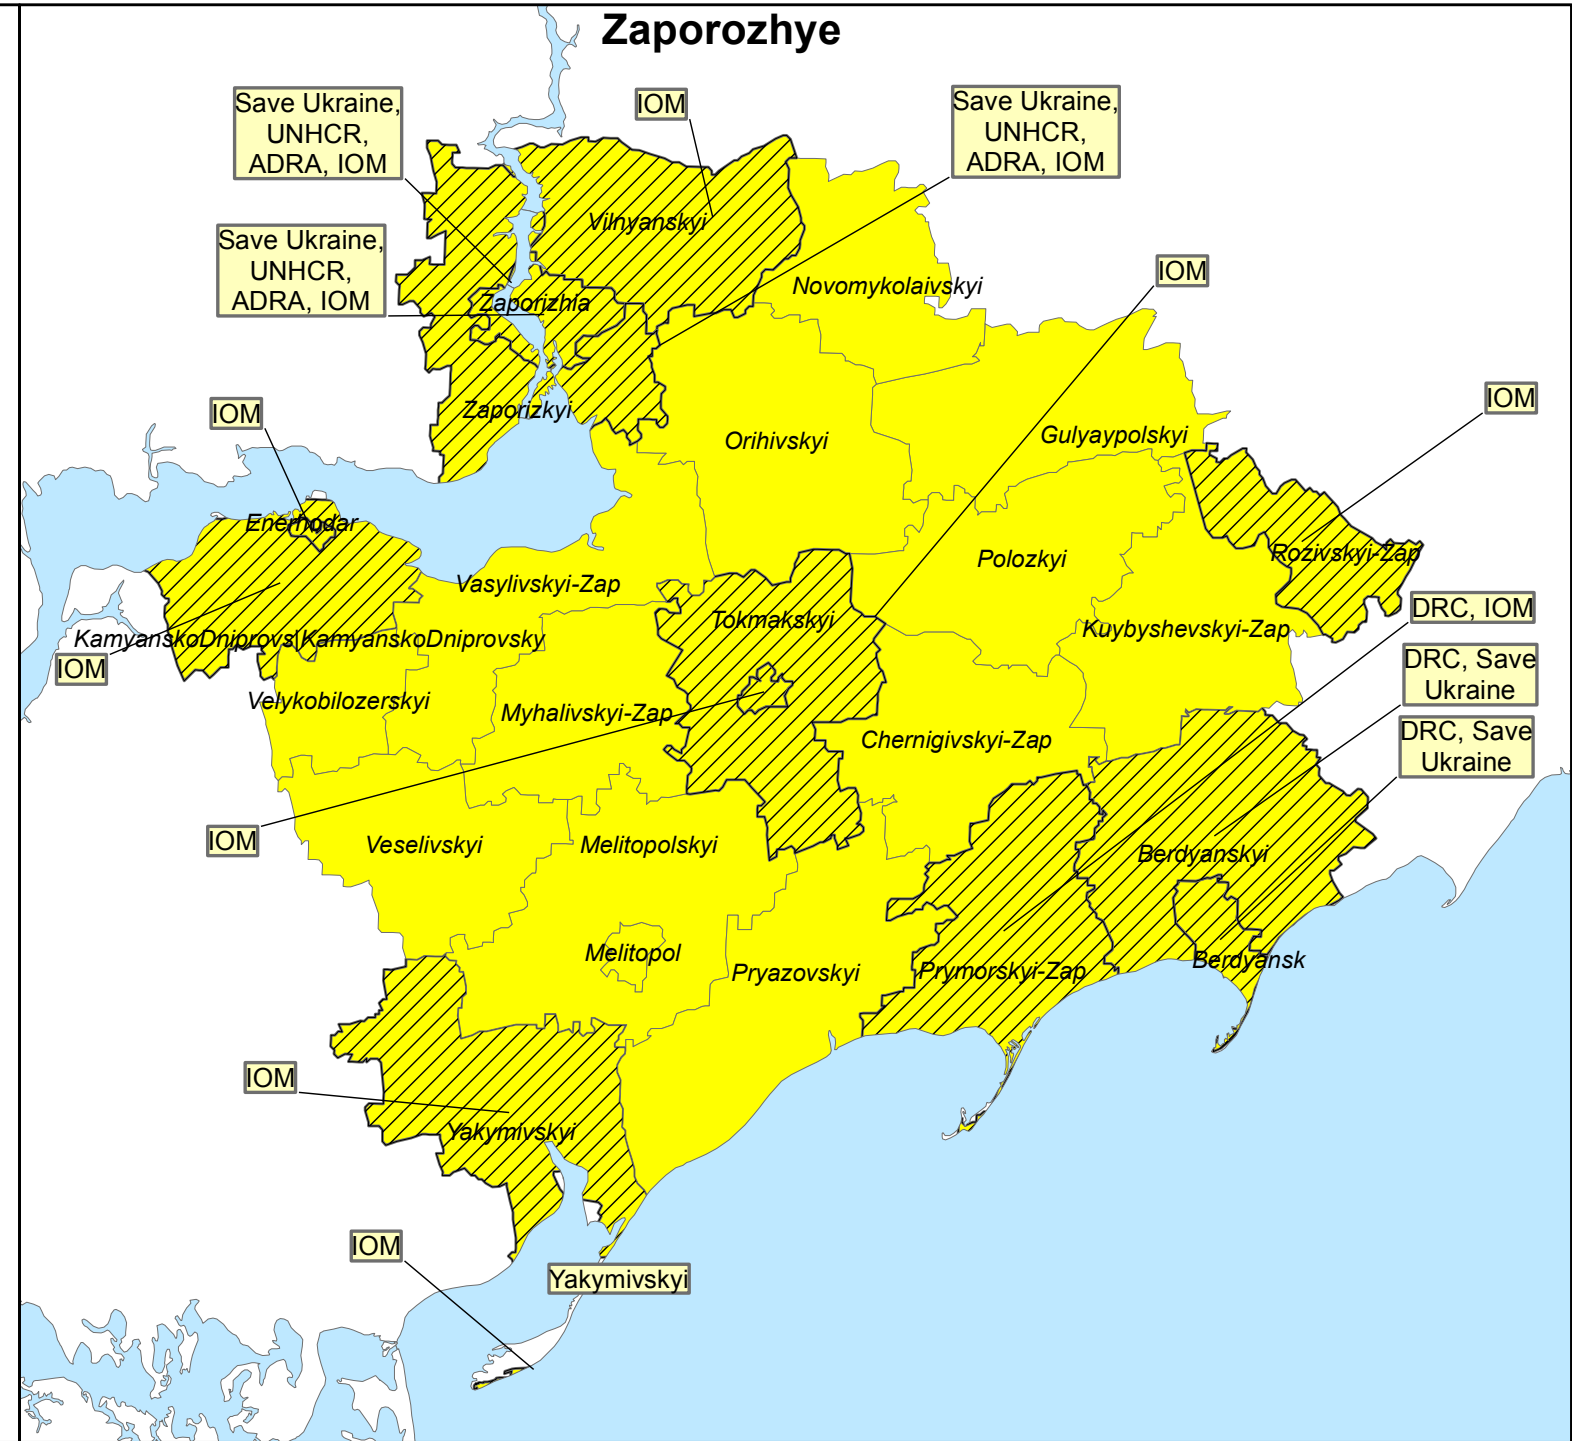 Zaporozhye
Save Ukraine,
UNHCR,
ADRA, IOM
IOM
Save Ukraine,
UNHCR,
ADRA, IOM
Vilnyanskyi
Save Ukraine,
UNHCR,
ADRA, IOM
IOM
Novomykolaivskyi
Zaporizhia
IOM
IOM
Zaporizkyi
Orihivskyi
Gulyaypolskyi
Enerhodar
Rozivskyi-Zap
Polozkyi
Vasylivskyi-Zap
DRC, IOM
Tokmakskyi
Kuybyshevskyi-Zap
KamyanskoDniprovs|KamyanskoDniprovsky
IOM
DRC, Save
Ukraine
Velykobilozerskyi
Myhalivskyi-Zap
Chernigivskyi-Zap
DRC, Save
Ukraine
IOM
Veselivskyi
Melitopolskyi
Berdyanskyi
Melitopol
Pryazovskyi
Prymorskyi-Zap
Berdyansk
IOM
Yakymivskyi
IOM
Yakymivskyi